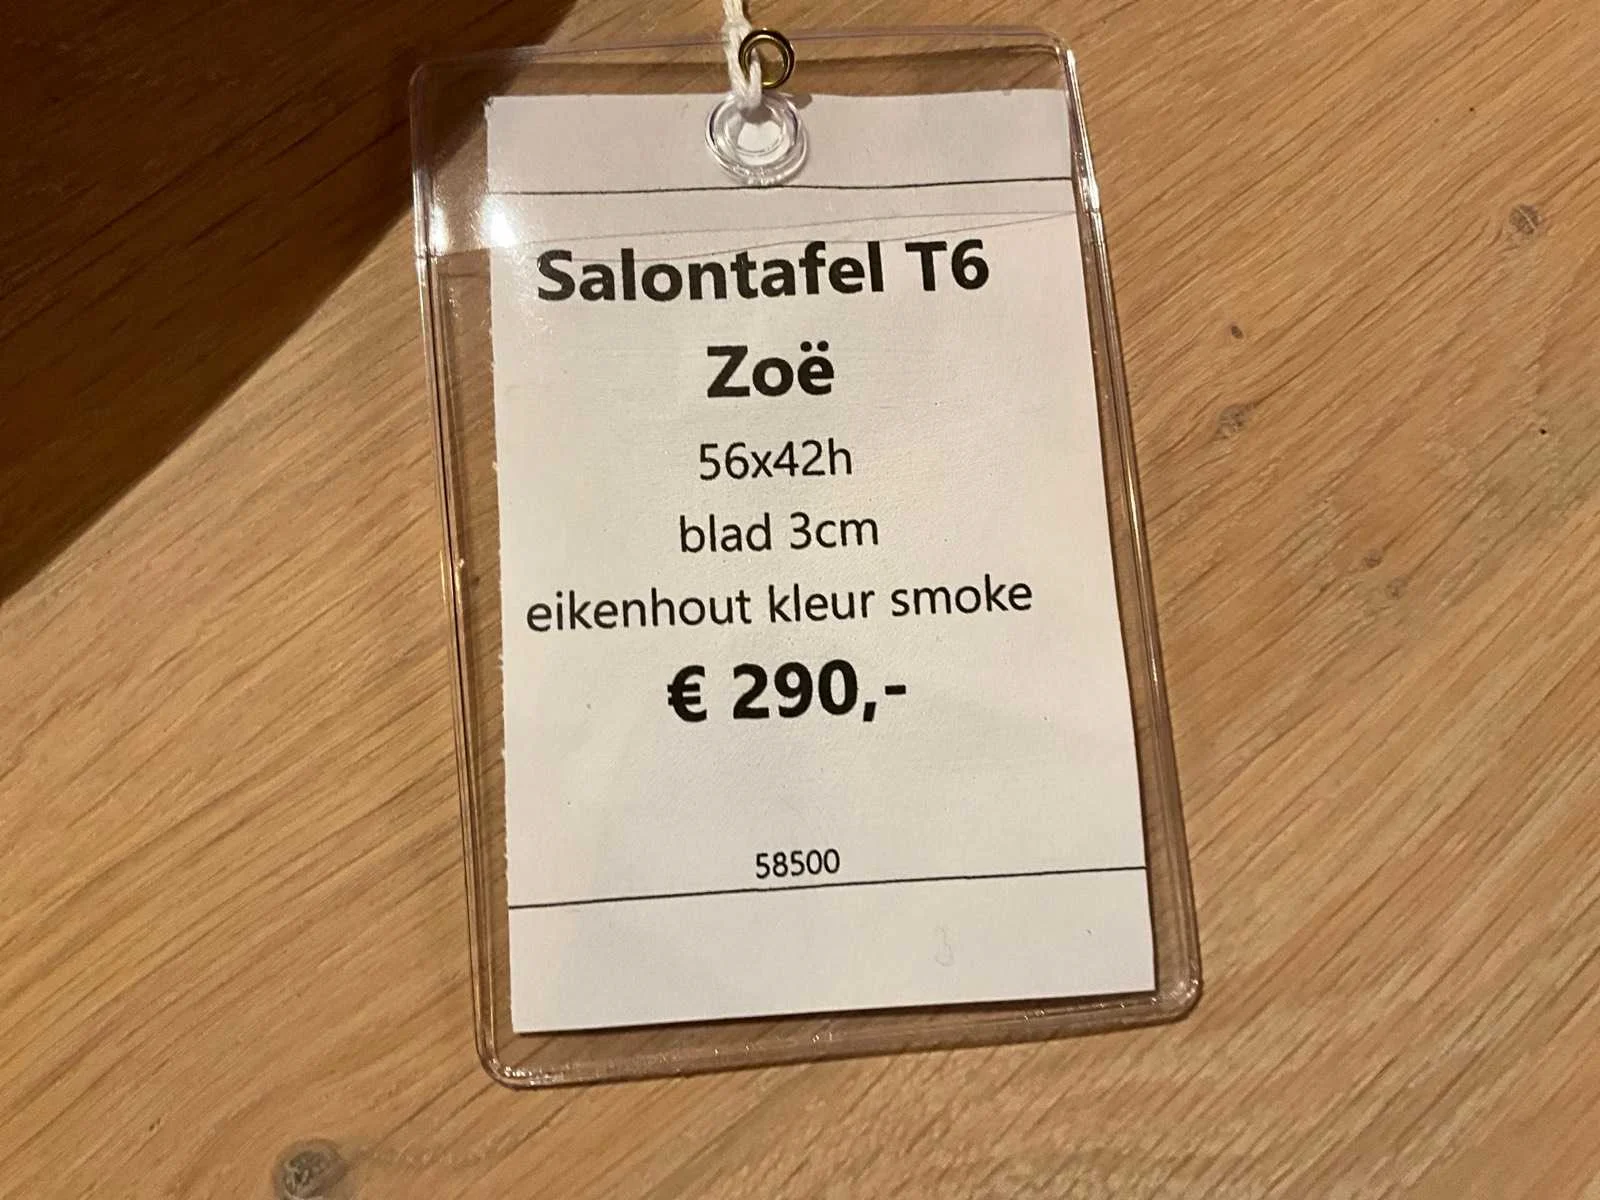 Salontafel T6
Zoë
56x42h
blad 3cm
eikenhout kleur smoke
€ 290,-
58500